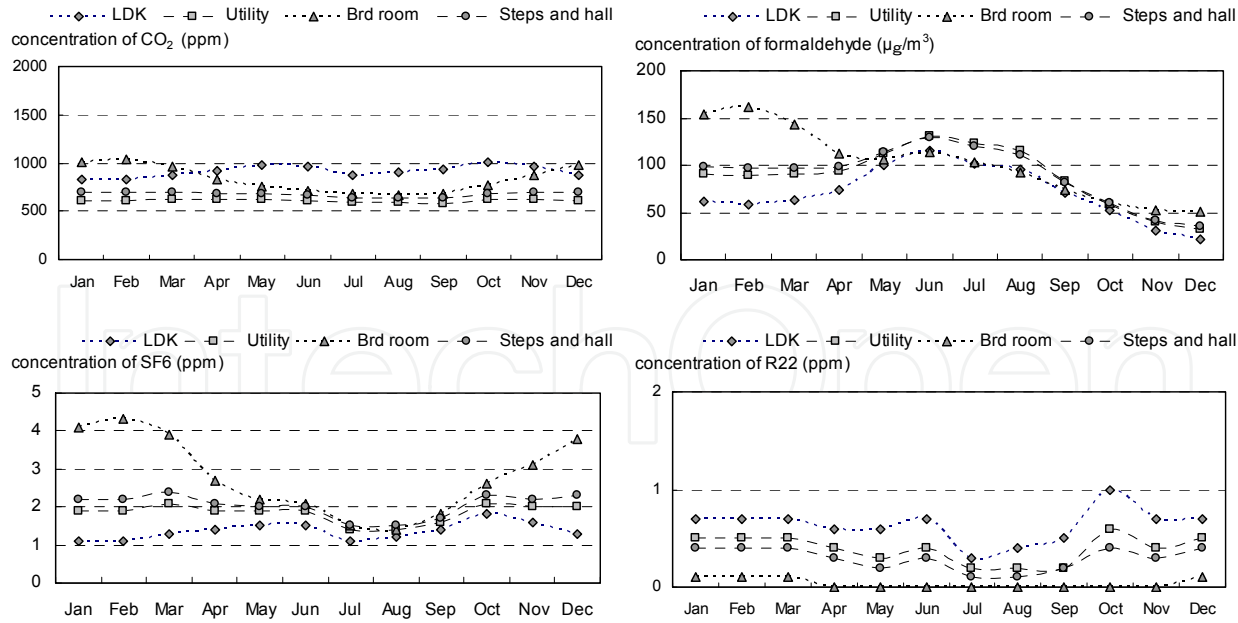 LDK Utility Brd room Steps and hall
concentration of CO2 (ppm)
2000
1500
1000
500
0
Jan Feb Mar Apr May Jun Jul Aug Sep Oct Nov Dec
LDK Utility Brd room Steps and hall
concentration of formaldehyde (μg/m3)
200
150
100
50
0
Jan Feb Mar Apr May Jun Jul Aug Sep Oct Nov Dec
LDK Utility Brd room Steps and hall
concentration of SF6 (ppm)
5
4
3
2
1
0
Jan Feb Mar Apr May Jun Jul Aug Sep Oct Nov Dec
LDK Utility Brd room Steps and hall
concentration of R22 (ppm)
2
1
0
Jan Feb Mar Apr May Jun Jul Aug Sep Oct Nov Dec
IntechOpen